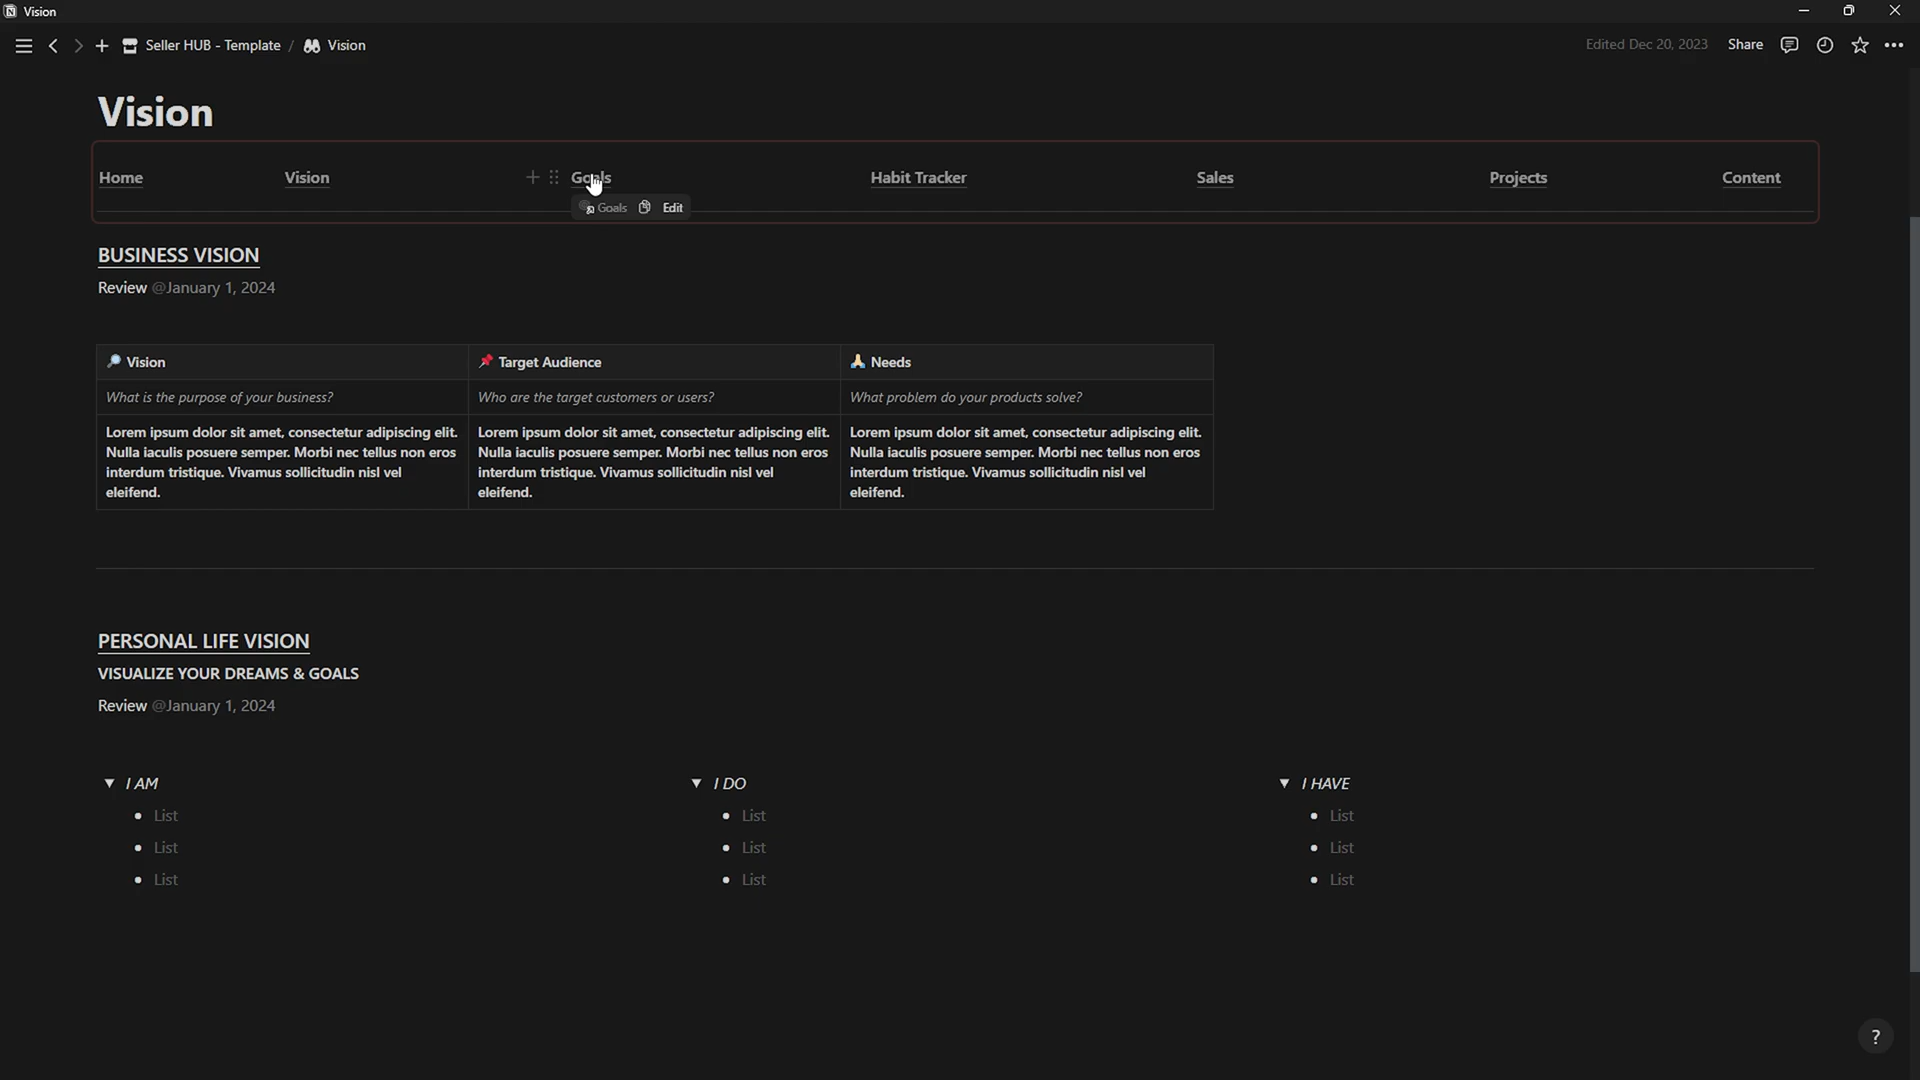 Vision
Seller HUB - Template / Vision
Edited Dec 20, 2023 Share
Vision
Home Vision Goals Habit Tracker Sales Projects Content
Goals Edit
BUSINESS VISION
Review @January 1, 2024
Vision Target Audience Needs
What is the purpose of your business? Who are the target customers or users? What problem do your products solve?
Lorem ipsum dolor sit amet, consectetur adipiscing elit. Lorem ipsum dolor sit amet, consectetur adipiscing elit. Lorem ipsum dolor sit amet, consectetur adipiscing elit.
Nulla iaculis posuere semper. Morbi nec tellus non eros Nulla iaculis posuere semper. Morbi nec tellus non eros Nulla iaculis posuere semper. Morbi nec tellus non eros
interdum tristique. Vivamus sollicitudin nisl vel interdum tristique. Vivamus sollicitudin nisl vel interdum tristique. Vivamus sollicitudin nisl vel
eleifend. eleifend. eleifend.
PERSONAL LIFE VISION
VISUALIZE YOUR DREAMS & GOALS
Review @January 1, 2024
I AM I DO I HAVE
List List List
List List List
List List List
?